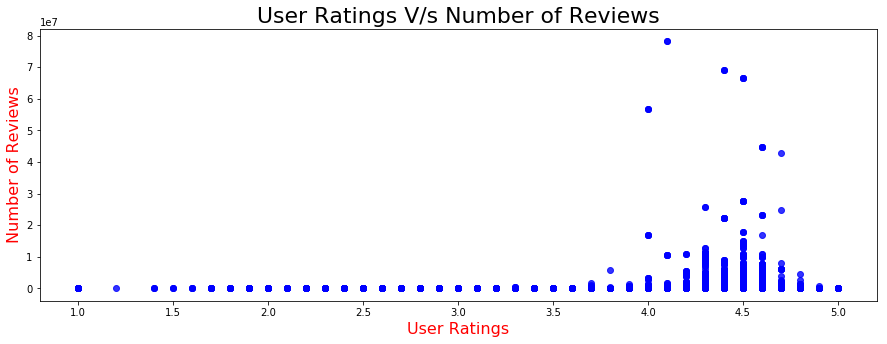 User Ratings V/s Number of Reviews
1e7
8
7
6
5
4
3
2
1
0
Number of Reviews
1.0 1.5 2.0 2.5 3.0 3.5 4.0 4.5 5.0
User Ratings